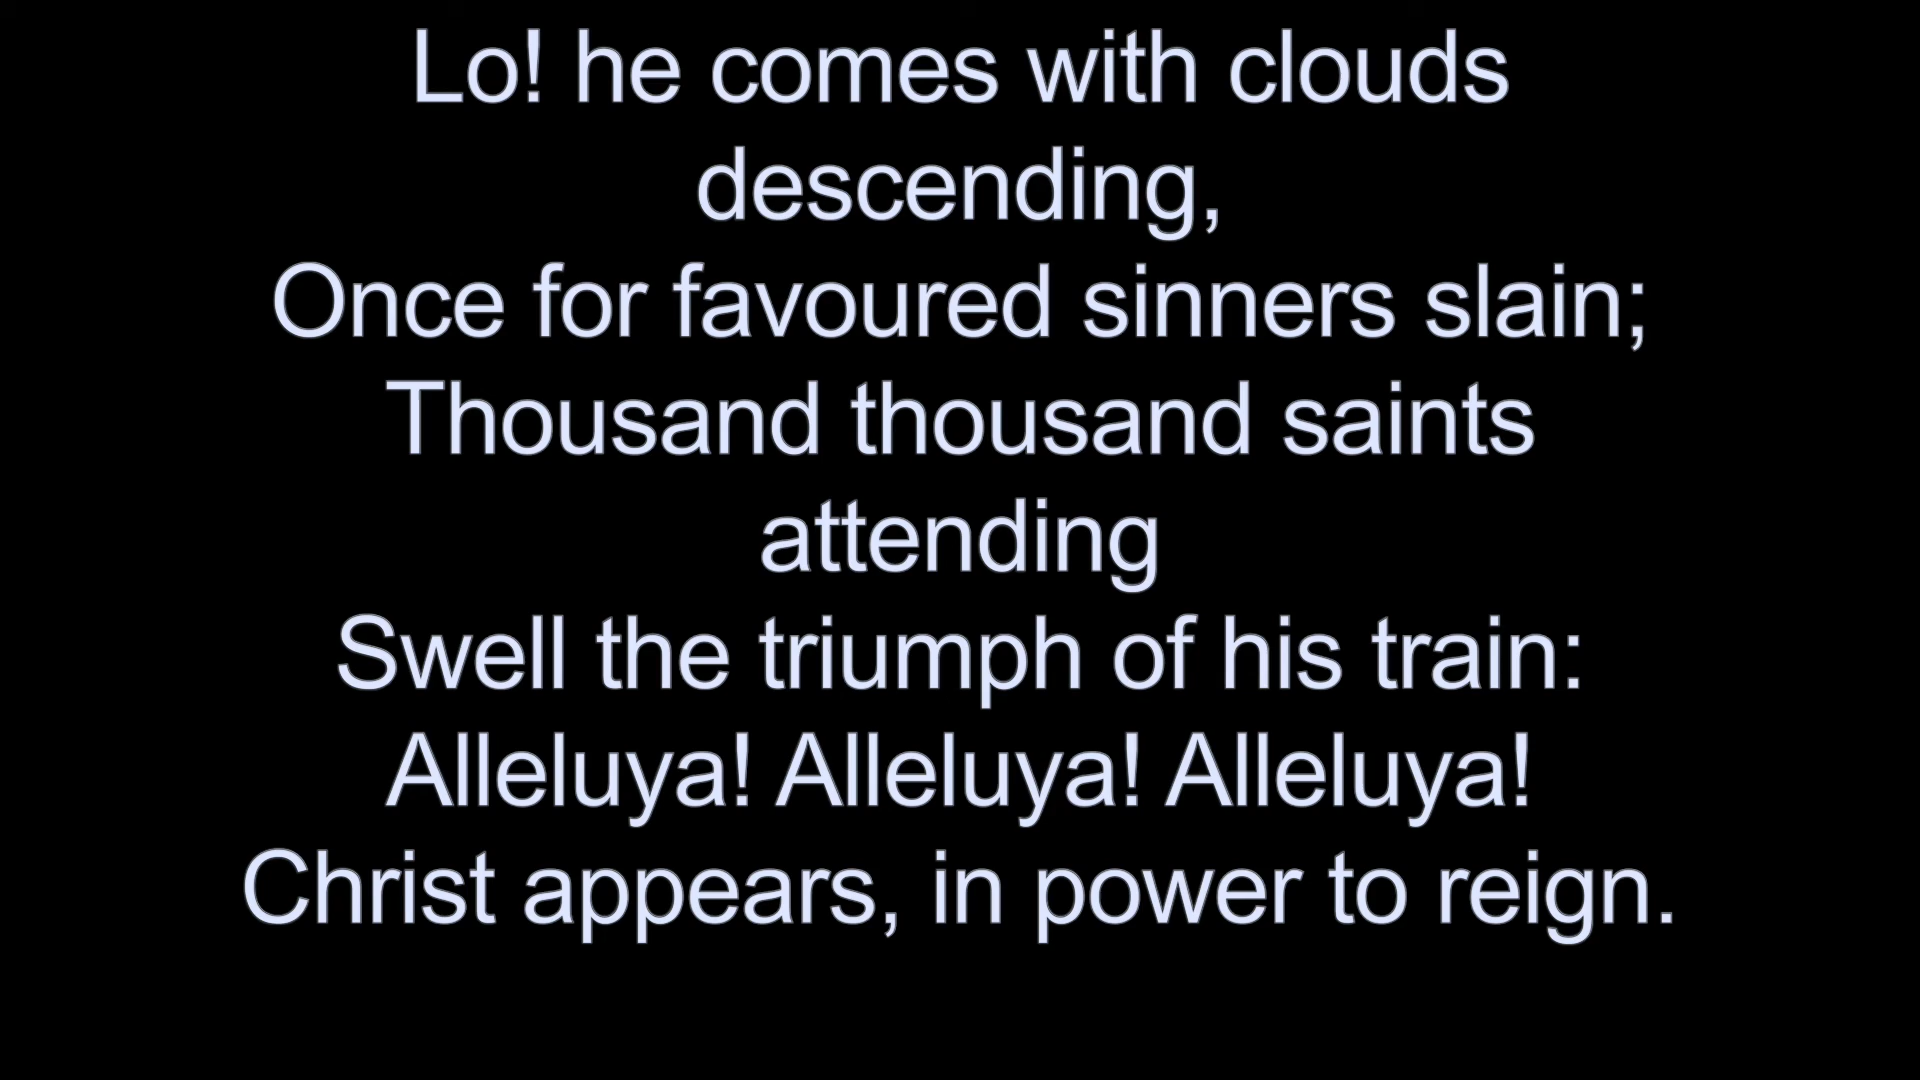 Lo! he comes with clouds
descending,
Once for favoured sinners slain;
Thousand thousand saints
attending
Swell the triumph of his train:
Alleluya! Alleluya! Alleluya!
Christ appears, in power to reign.